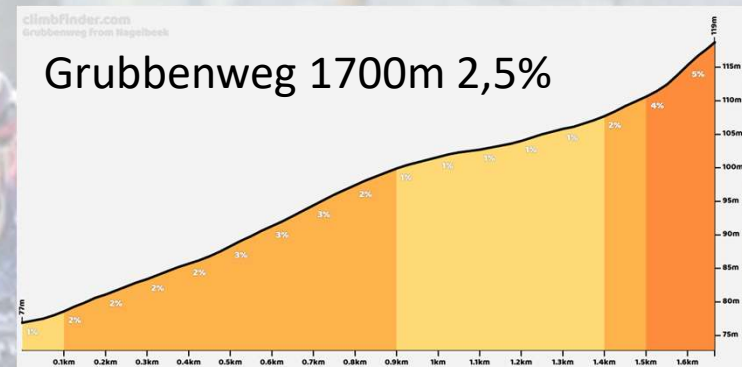 climbfinder.com
Grubbenweg from Nagelbeek
Grubbenweg 1700m 2,5%
119m
115m
110m
105m
100m
95m
90m
85m
80m
75m
77m
1% 2% 2% 2% 2% 3% 3% 3% 2% 1% 1% 1% 1% 1% 2% 4% 5%
0.1km 0.2km 0.3km 0.4km 0.5km 0.6km 0.7km 0.8km 0.9km 1km 1.1km 1.2km 1.3km 1.4km 1.5km 1.6km